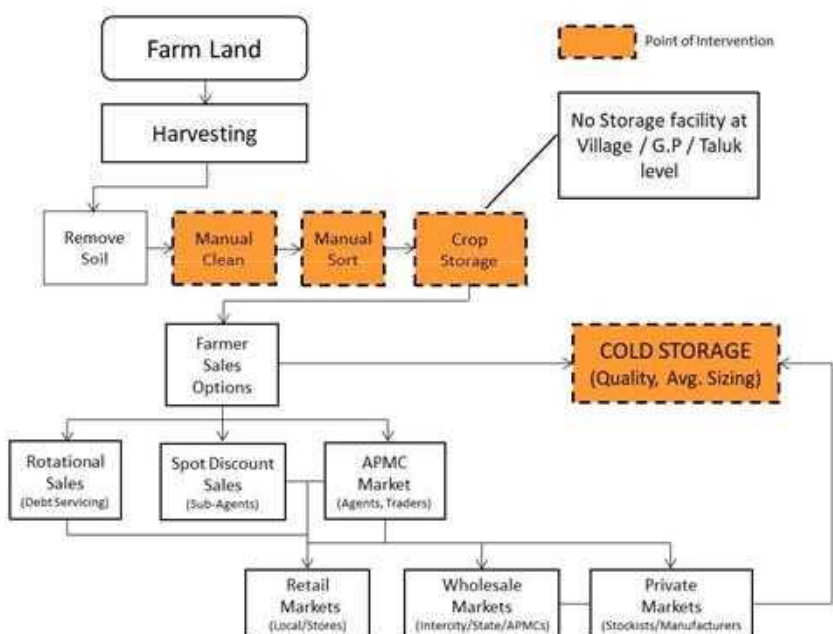 Farm Land
Point of Intervention
Harvesting
No Storage facility at
Village / G.P / Taluk
level
Remove
Soil
Manual
Clean
Manual
Sort
Crop
Storage
Farmer
Sales
Options
COLD STORAGE
(Quality, Avg. Sizing)
Rotational
Sales
(Debt Servicing)
Spot Discount
Sales
(Sub-Agents)
APMC
Market
(Agents, Traders)
Retail
Markets
(Local/Stores)
Wholesale
Markets
(Intercity/State/APMCs)
Private
Markets
(Stockists/Manufacturers